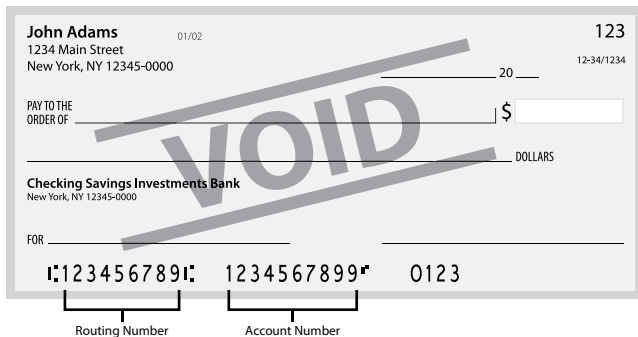 John Adams 01/02 123
1234 Main Street
New York, NY 12345-0000 12-34/1234
20
PAY TO THE
ORDER OF $
VOID
DOLLARS
Checking Savings Investments Bank
New York, NY 12345-0000
FOR
⑆123456789⑆ 12345678​99⑈ 0123
Routing Number Account Number